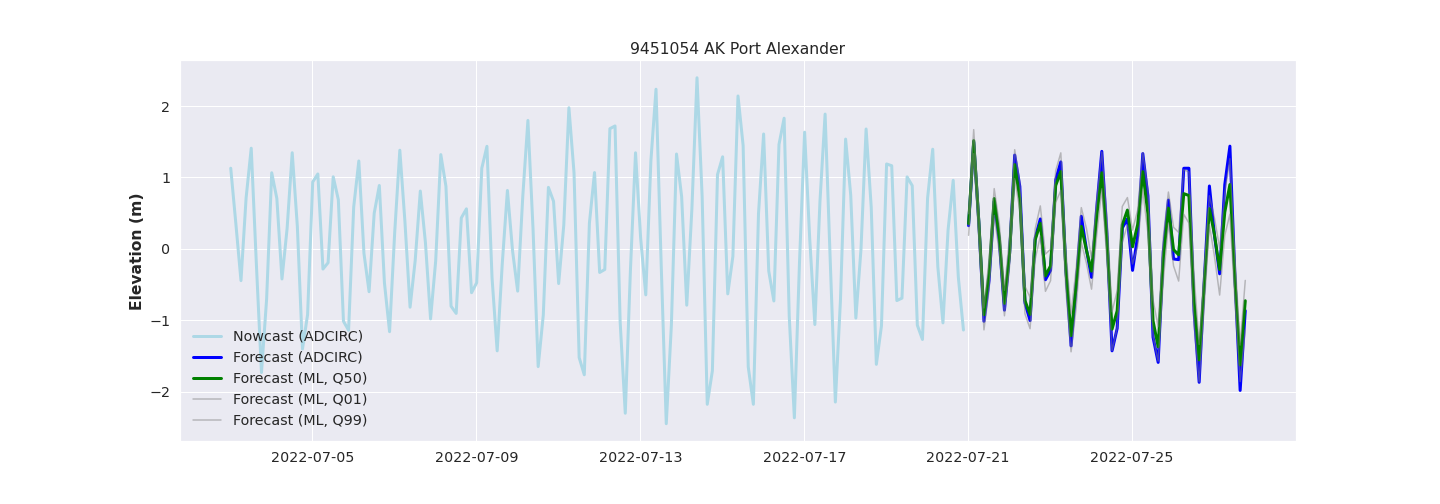 9451054 AK Port Alexander
Elevation (m)
2
1
0
−1
−2
Nowcast (ADCIRC)
Forecast (ADCIRC)
Forecast (ML, Q50)
Forecast (ML, Q01)
Forecast (ML, Q99)
2022-07-05
2022-07-09
2022-07-13
2022-07-17
2022-07-21
2022-07-25